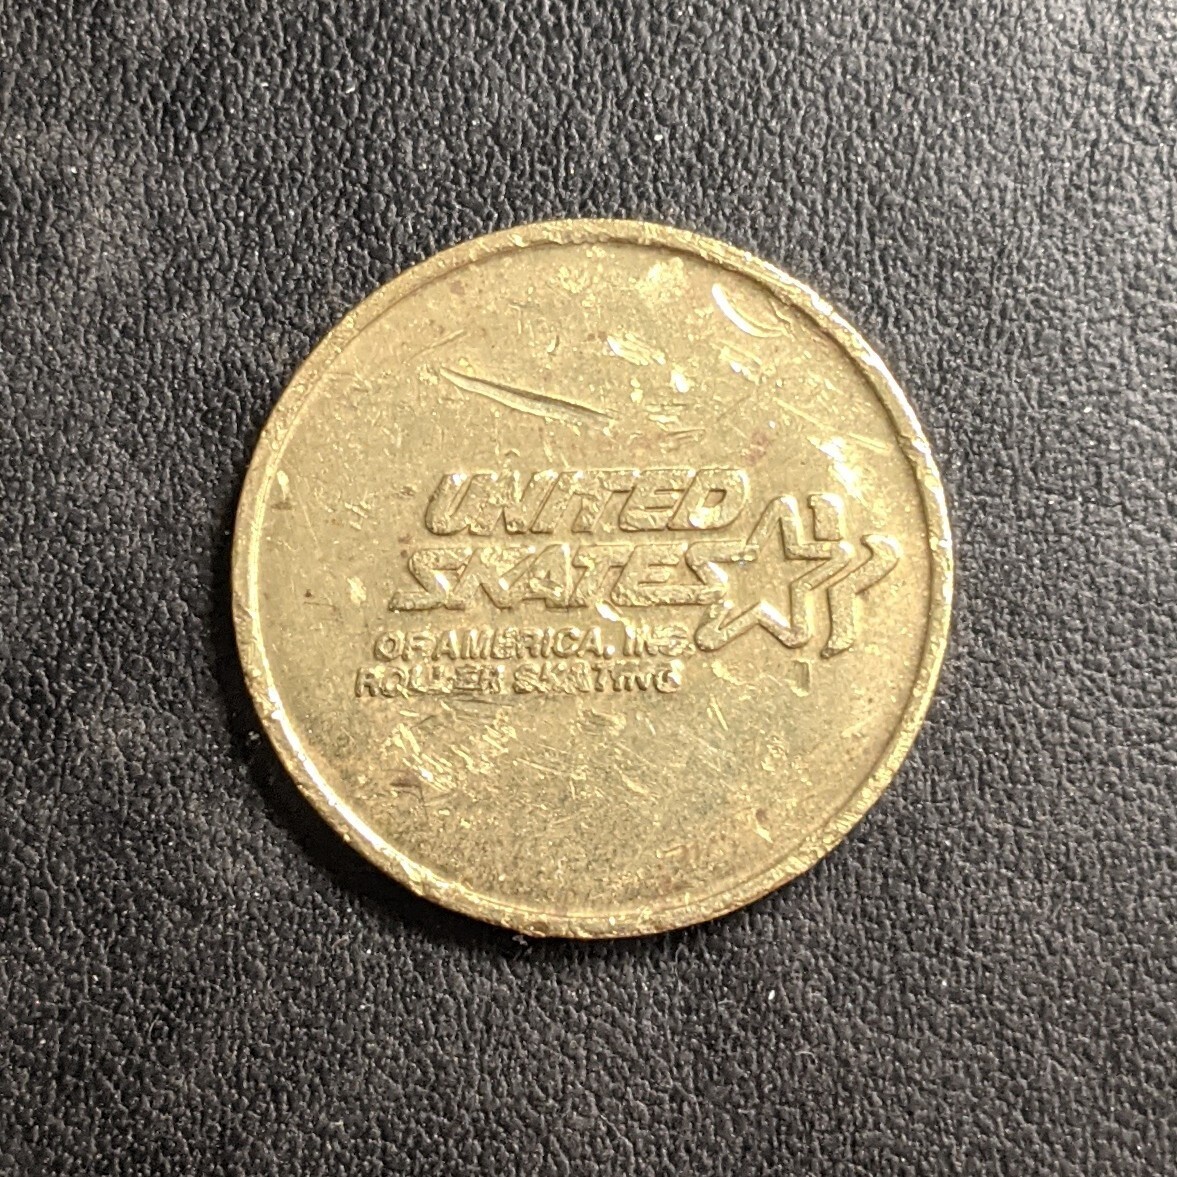 UNITED
SKATES
OF AMERICA, INC.
ROLLER SKATING